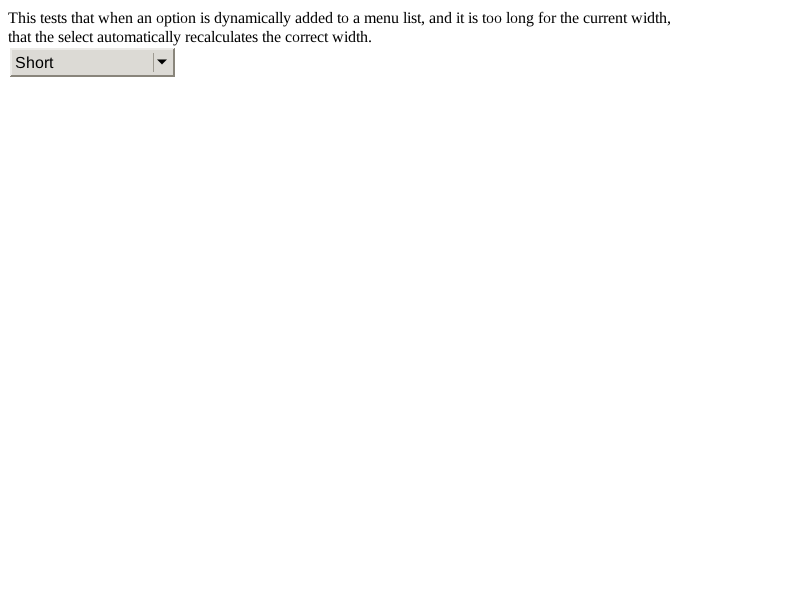 This tests that when an option is dynamically added to a menu list, and it is too long for the current width,
that the select automatically recalculates the correct width.
Short